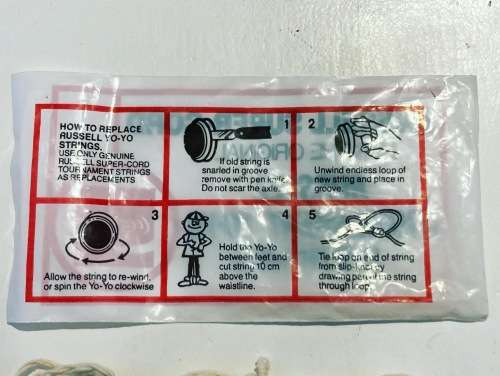 HOW TO REPLACE
RUSSELL YO-YO
STRINGS.
USE ONLY GENUINE
RUSSELL SUPER-CORD
TOURNAMENT STRINGS
AS REPLACEMENTS
1
If old string is
snarled in groove
remove with pen knife
Do not scar the axle.
2
Unwind endless loop of
new string and place in
groove.
3
Allow the string to re-wind,
or spin the Yo-Yo clockwise
4
Hold the Yo-Yo
between feet and
cut string 10 cm
above the
waistline.
5
Tie loop on end of string
from slip-knot by
drawing part of the string
through loop.